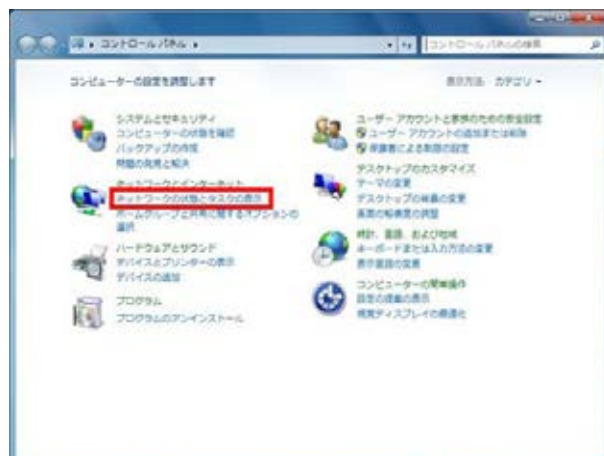 コントロール パネル
コントロール パネルの検索
コンピューターの設定を調整します
表示方法: カテゴリ
システムとセキュリティ
コンピューターの状態を確認
バックアップの作成
問題の発見と解決
ネットワークとインターネット
ネットワークの状態とタスクの表示
ホームグループと共有に関するオプションの
選択
ハードウェアとサウンド
デバイスとプリンターの表示
デバイスの追加
プログラム
プログラムのアンインストール
ユーザー アカウントと家族のための安全設定
ユーザー アカウントの追加または削除
保護者による制限の設定
デスクトップのカスタマイズ
テーマの変更
デスクトップの背景の変更
画面の解像度の調整
時計、言語、および地域
キーボードまたは入力方法の変更
表示言語の変更
コンピューターの簡単操作
設定の提案の表示
視覚ディスプレイの最適化